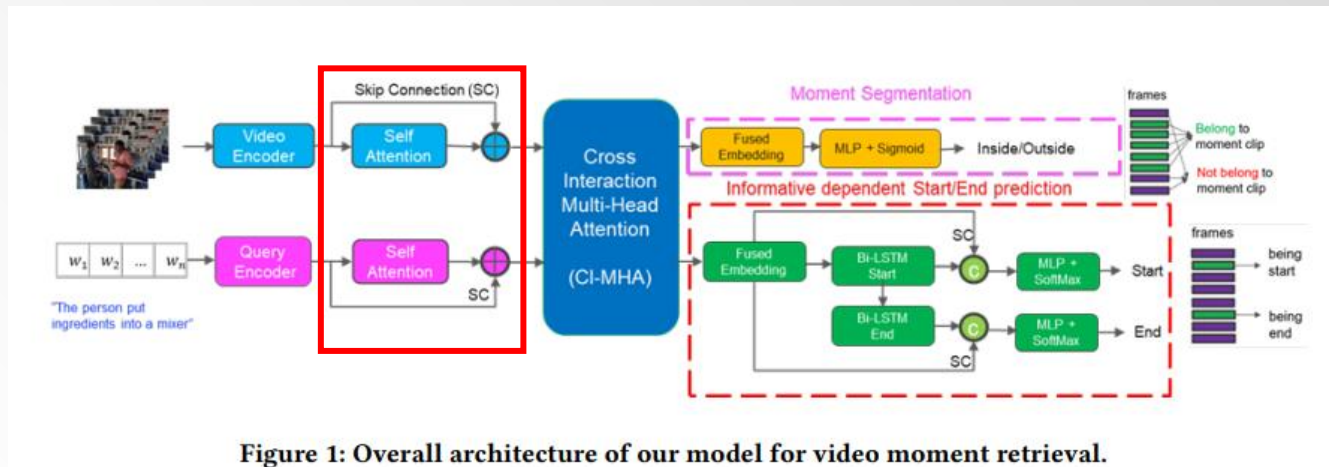 Skip Connection (SC)
Video
Encoder
Self
Attention
w₁ w₂ ... wₙ
Query
Encoder
Self
Attention
SC
"The person put
ingredients into a mixer"
Cross
Interaction
Multi-Head
Attention
(CI-MHA)
Moment Segmentation
Fused
Embedding
MLP + Sigmoid
Inside/Outside
frames
Belong to
moment clip
Not belong to
moment clip
Informative dependent Start/End prediction
SC
Fused
Embedding
Bi-LSTM
Start
C
MLP +
SoftMax
Start
Bi-LSTM
End
C
MLP +
SoftMax
End
SC
frames
being
start
being
end
Figure 1: Overall architecture of our model for video moment retrieval.